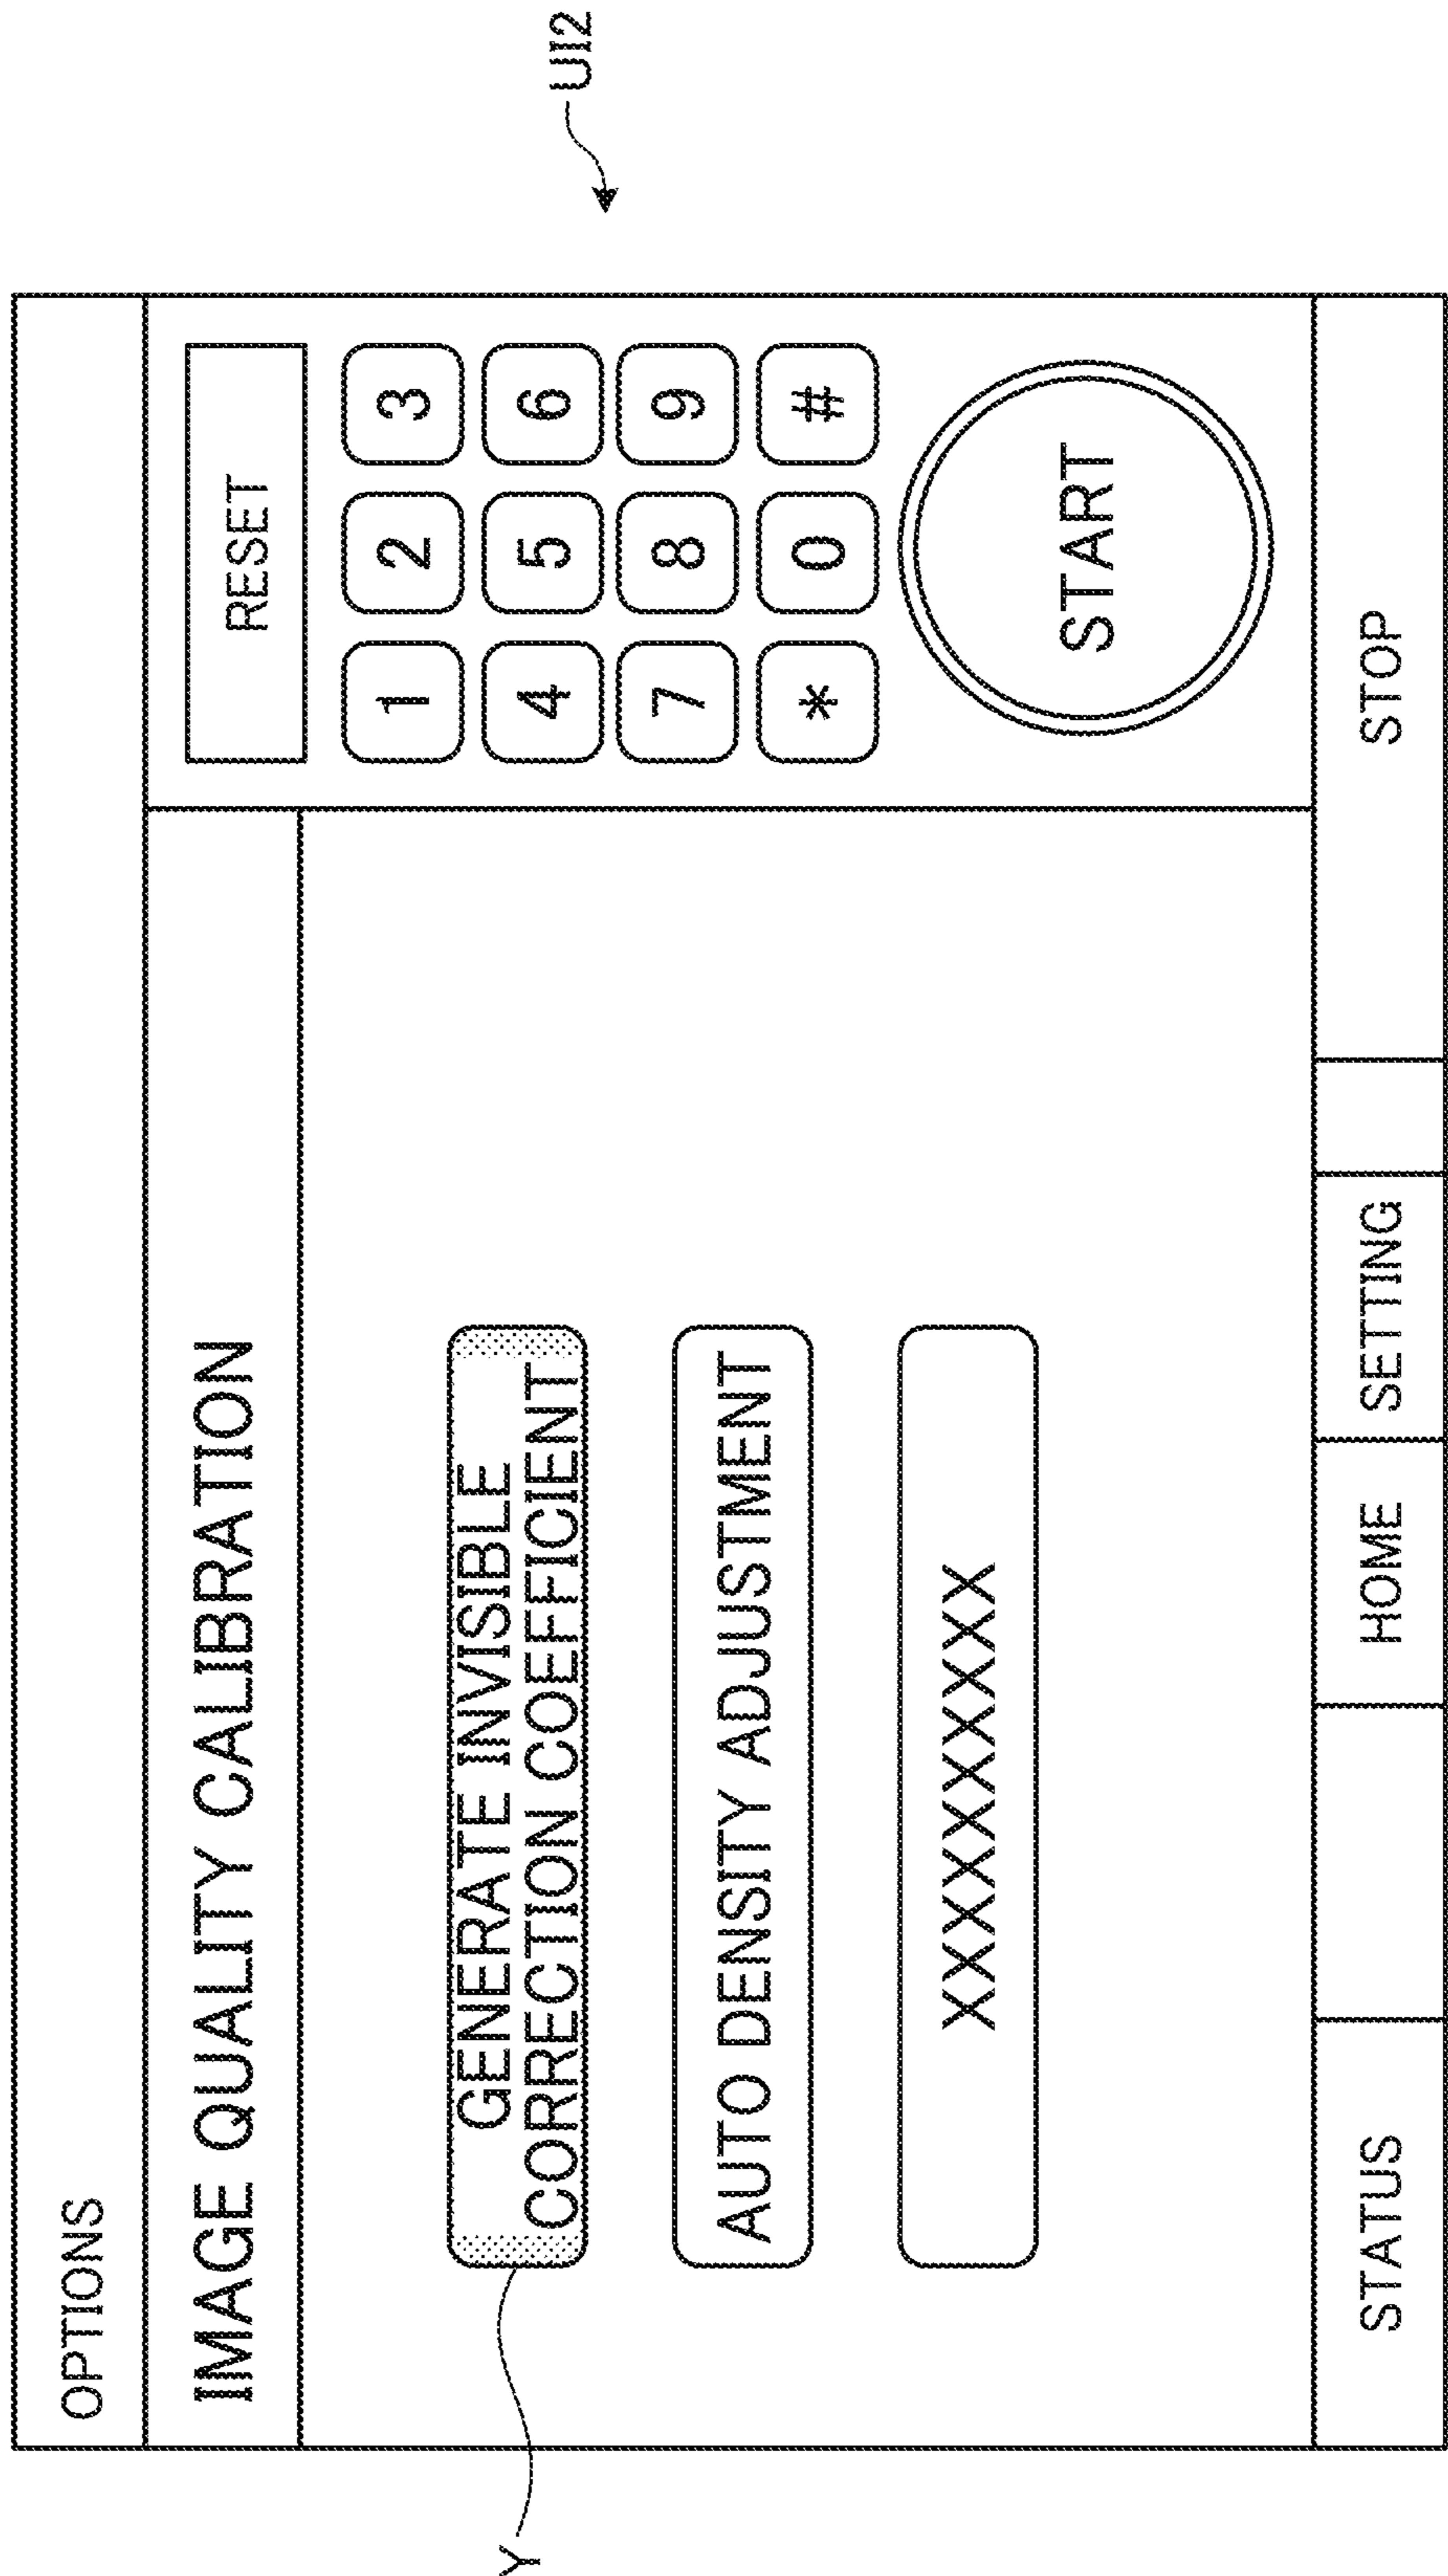 UI2
OPTIONS
IMAGE QUALITY CALIBRATION
Y
GENERATE INVISIBLE
CORRECTION COEFFICIENT
AUTO DENSITY ADJUSTMENT
XXXXXXXXXX
RESET
1 2 3
4 5 6
7 8 9
* 0 #
START
STATUS
HOME
SETTING
STOP